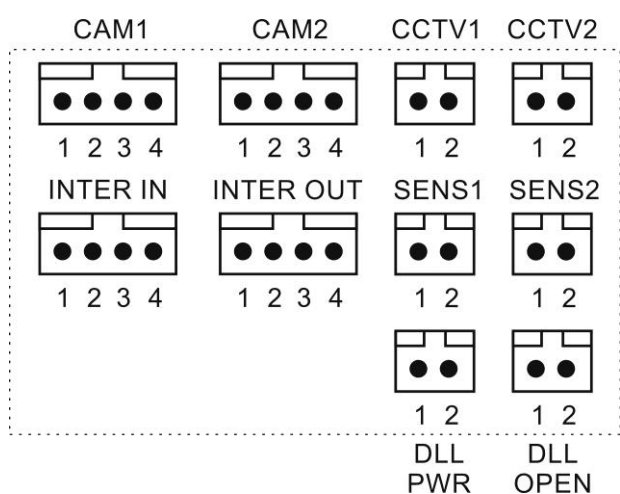 CAM1 CAM2 CCTV1 CCTV2
1 2 3 4 1 2 3 4 1 2 1 2
INTER IN INTER OUT SENS1 SENS2
1 2 3 4 1 2 3 4 1 2 1 2
1 2 1 2
DLL DLL
PWR OPEN